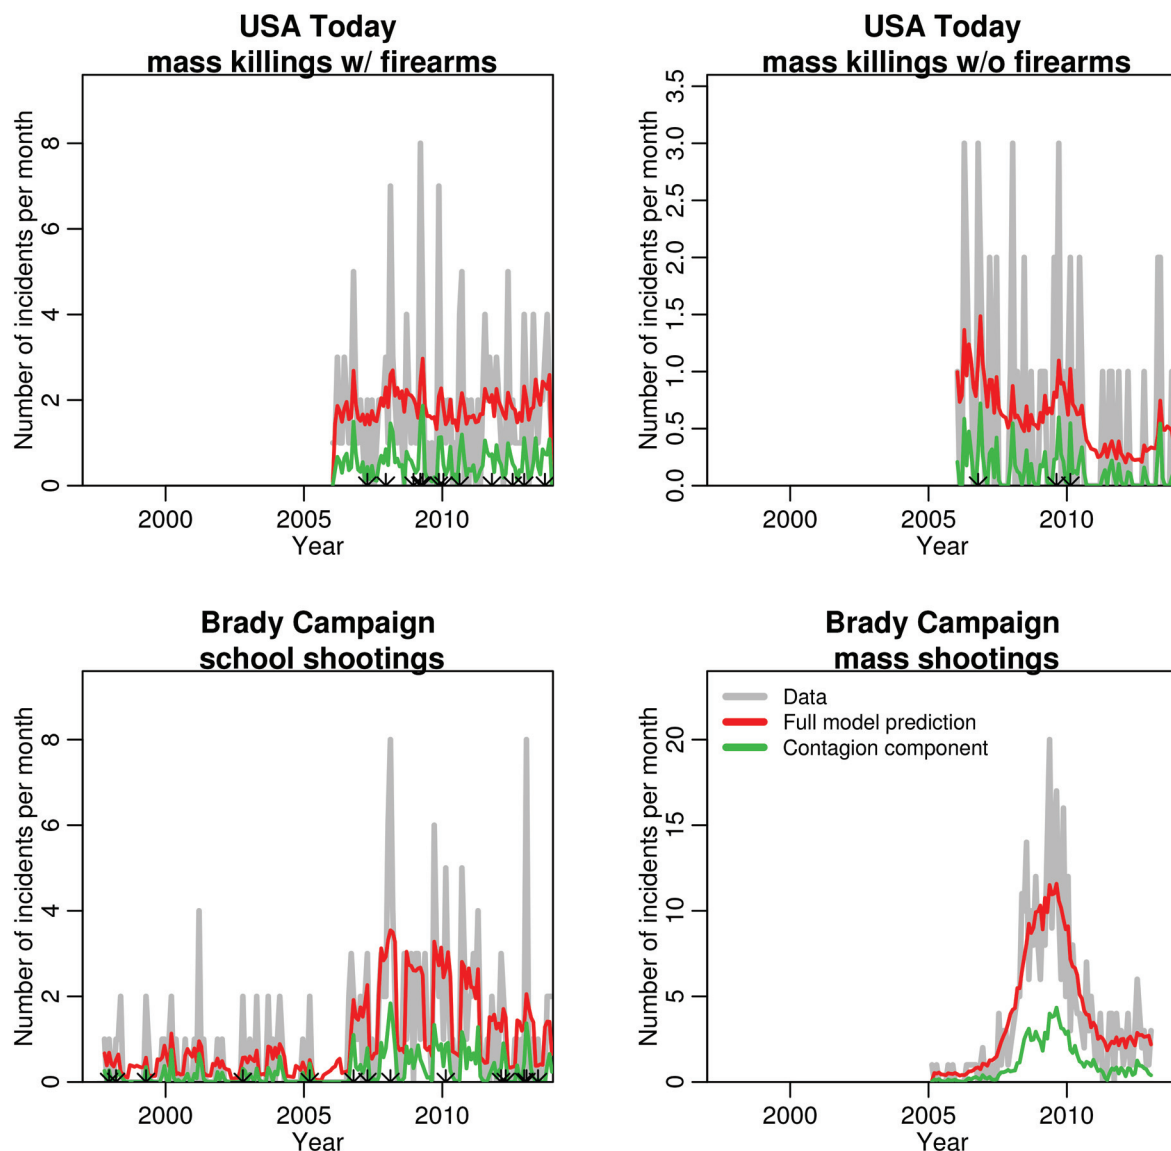 USA Today
mass killings w/ firearms
Number of incidents per month
8
6
4
2
0
2000 2005 2010
Year
USA Today
mass killings w/o firearms
Number of incidents per month
3.5
3.0
2.5
2.0
1.5
1.0
0.5
0.0
2000 2005 2010
Year
Brady Campaign
school shootings
Number of incidents per month
8
6
4
2
0
2000 2005 2010
Year
Brady Campaign
mass shootings
Number of incidents per month
20
15
10
5
0
Data
Full model prediction
Contagion component
2000 2005 2010
Year